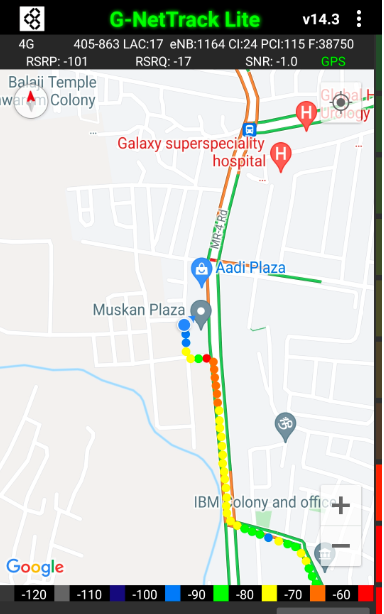 G-NetTrack Lite v14.3
4G 405-863 LAC:17 eNB:1164 CI:24 PCI:115 F:38750
RSRP: -101 RSRQ: -17 SNR: -1.0 GPS
Balaji Temple
Colony
Global H
Urology
Galaxy superspeciality
hospital
MR-4 Rd
Aadi Plaza
Muskan Plaza
IBM Colony and office
Google
-120 -110 -100 -90 -80 -70 -60